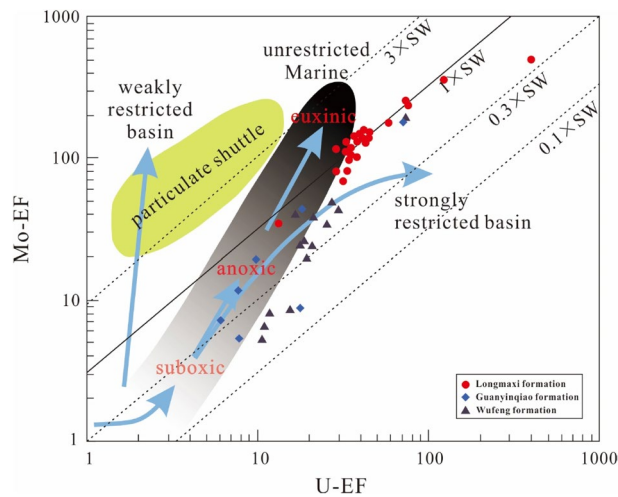 1000
100
10
1
Mo-EF
1
10
100
1000
U-EF
weakly
restricted
basin
particulate shuttle
unrestricted
Marine
euxinic
anoxic
suboxic
3×SW
1×SW
0.3×SW
0.1×SW
strongly
restricted basin
Longmaxi formation
Guanyinqiao formation
Wufeng formation